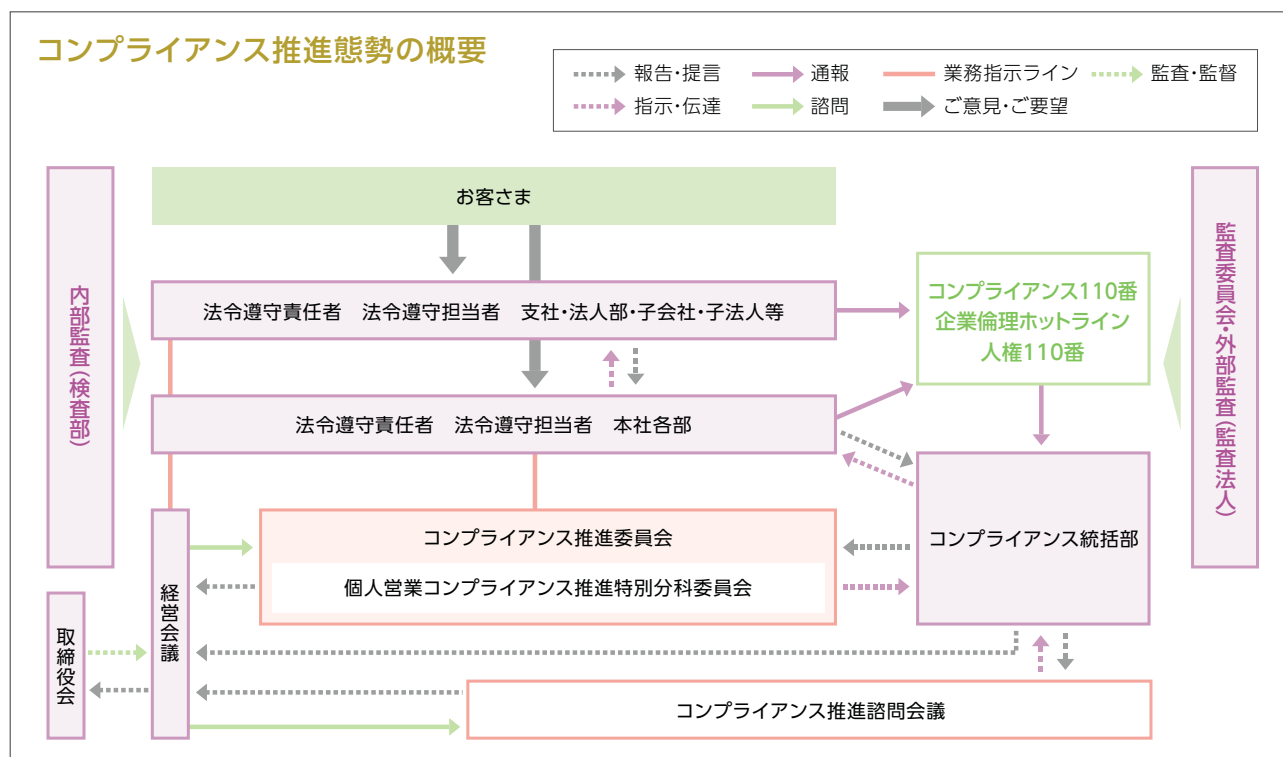 コンプライアンス推進態勢の概要
報告・提言
通報
業務指示ライン
監査・監督
指示・伝達
諮問
ご意見・ご要望
お客さま
内部監査（検査部）
法令遵守責任者　法令遵守担当者　支社・法人部・子会社・子法人等
コンプライアンス110番
企業倫理ホットライン
人権110番
監査委員会・外部監査（監査法人）
法令遵守責任者　法令遵守担当者　本社各部
コンプライアンス推進委員会
個人営業コンプライアンス推進特別分科委員会
コンプライアンス統括部
経営会議
取締役会
コンプライアンス推進諮問会議